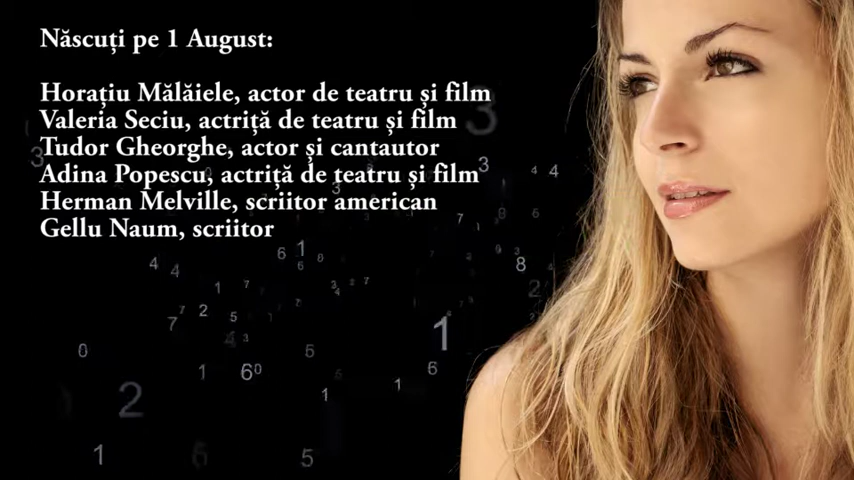 Născuți pe 1 August:
Horațiu Mălăiele, actor de teatru și film
Valeria Seciu, actriță de teatru și film
Tudor Gheorghe, actor și cantautor
Adina Popescu, actriță de teatru și film
Herman Melville, scriitor american
Gellu Naum, scriitor